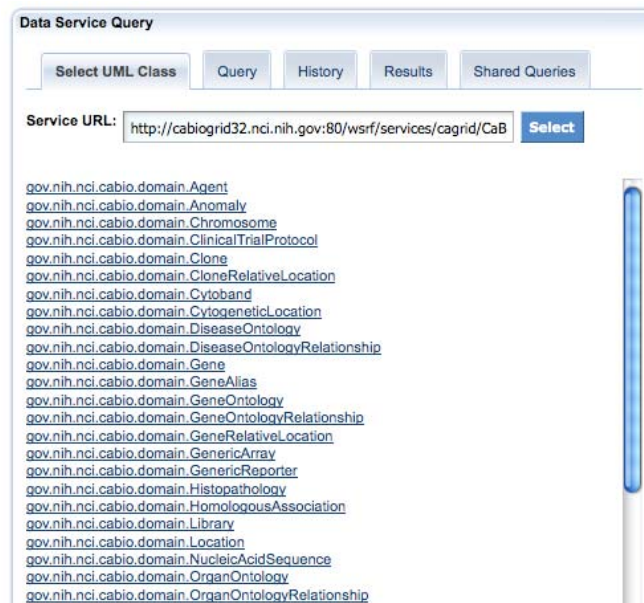 Data Service Query
Select UML Class Query History Results Shared Queries
Service URL: http://cabiogrid32.nci.nih.gov:80/wsrf/services/cagrid/CaB Select
gov.nih.nci.cabio.domain.Agent
gov.nih.nci.cabio.domain.Anomaly
gov.nih.nci.cabio.domain.Chromosome
gov.nih.nci.cabio.domain.ClinicalTrialProtocol
gov.nih.nci.cabio.domain.Clone
gov.nih.nci.cabio.domain.CloneRelativeLocation
gov.nih.nci.cabio.domain.Cytoband
gov.nih.nci.cabio.domain.CytogeneticLocation
gov.nih.nci.cabio.domain.DiseaseOntology
gov.nih.nci.cabio.domain.DiseaseOntologyRelationship
gov.nih.nci.cabio.domain.Gene
gov.nih.nci.cabio.domain.GeneAlias
gov.nih.nci.cabio.domain.GeneOntology
gov.nih.nci.cabio.domain.GeneOntologyRelationship
gov.nih.nci.cabio.domain.GeneRelativeLocation
gov.nih.nci.cabio.domain.GenericArray
gov.nih.nci.cabio.domain.GenericReporter
gov.nih.nci.cabio.domain.Histopathology
gov.nih.nci.cabio.domain.HomologousAssociation
gov.nih.nci.cabio.domain.Library
gov.nih.nci.cabio.domain.Location
gov.nih.nci.cabio.domain.NucleicAcidSequence
gov.nih.nci.cabio.domain.OrganOntology
gov.nih.nci.cabio.domain.OrganOntologyRelationship